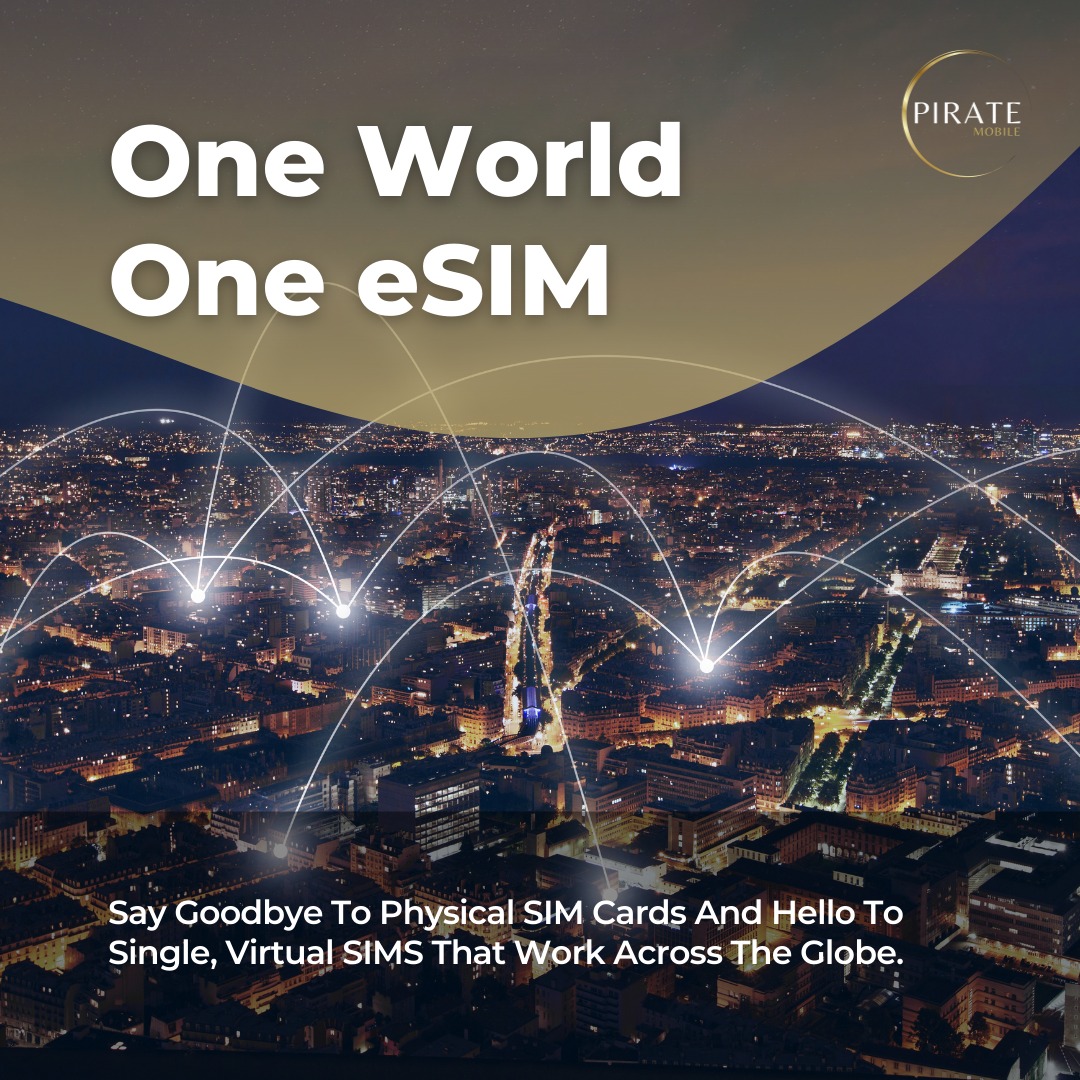 PIRATE
MOBILE
One World
One eSIM
Say Goodbye To Physical SIM Cards And Hello To
Single, Virtual SIMS That Work Across The Globe.